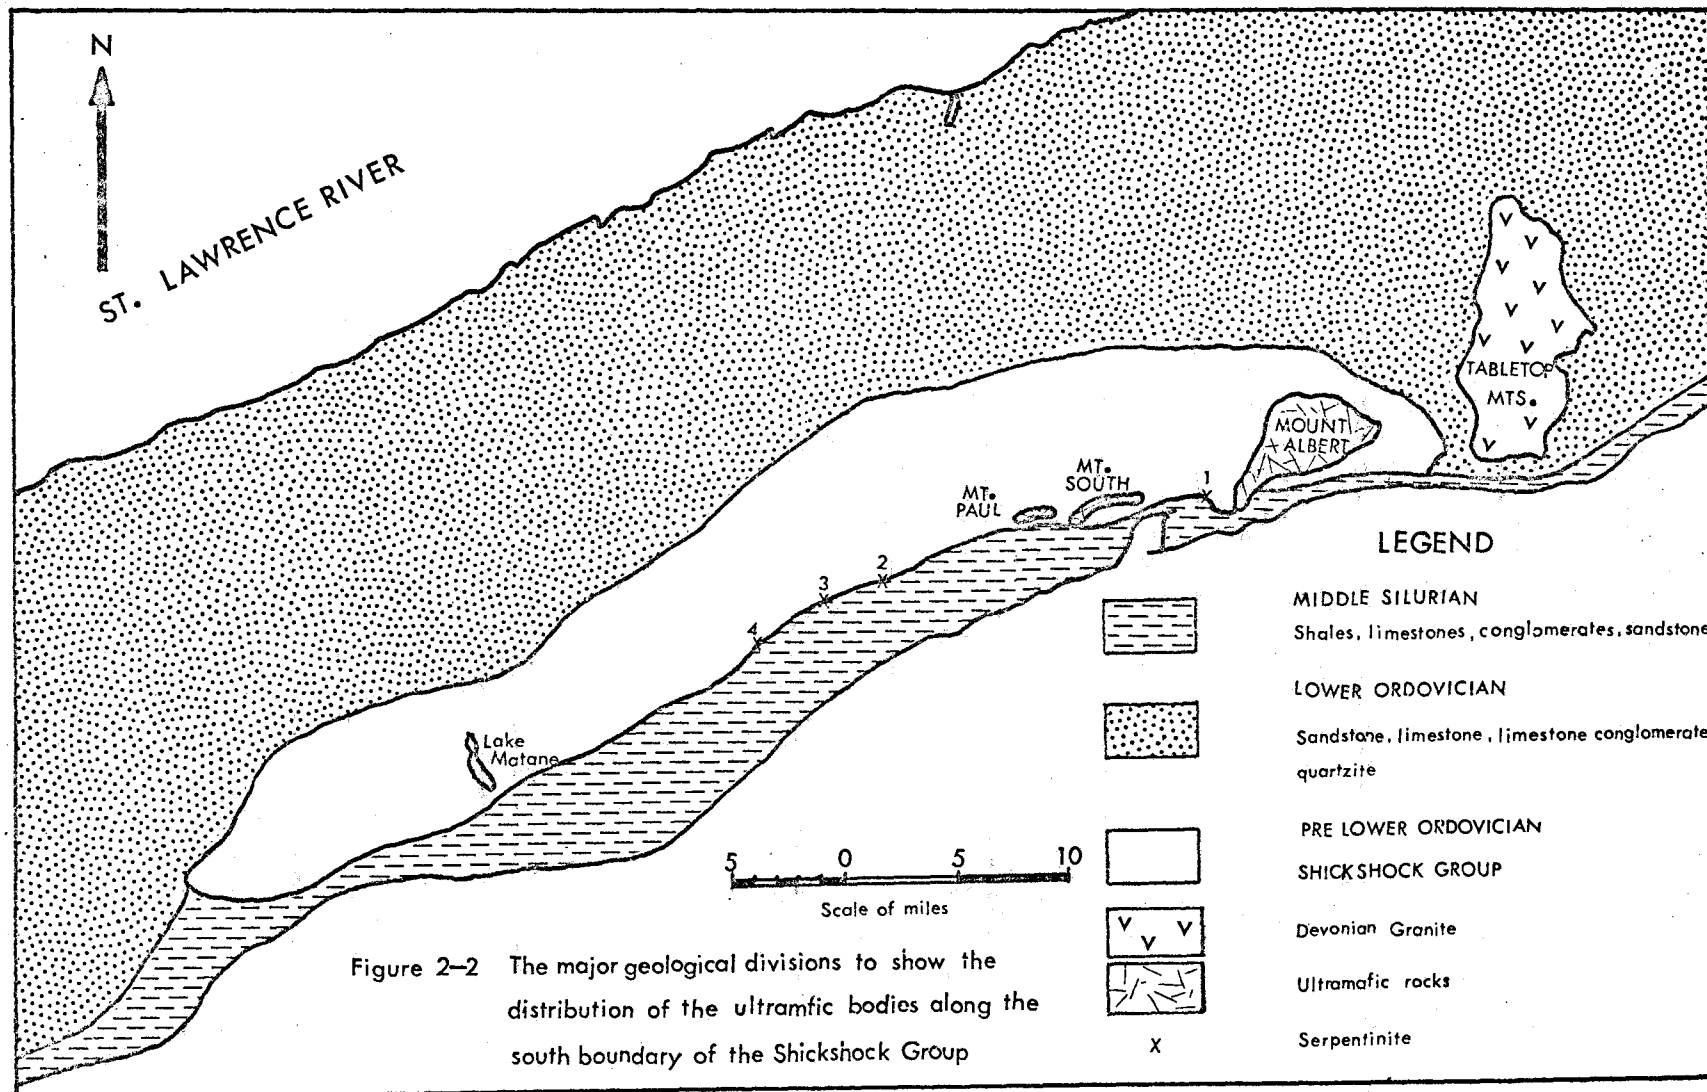 N
ST. LAWRENCE RIVER
TABLETOP
MTS.
MOUNT
ALBERT
MT.
SOUTH
MT.
PAUL
1
2
3
4
Lake
Matane
LEGEND
MIDDLE SILURIAN
Shales, limestones, conglomerates, sandstone
LOWER ORDOVICIAN
Sandstone, limestone, limestone conglomerate
quartzite
PRE LOWER ORDOVICIAN
SHICKSHOCK GROUP
Devonian Granite
Ultramafic rocks
X Serpentinite
5 0 5 10
Scale of miles
Figure 2-2 The major geological divisions to show the
distribution of the ultramfic bodies along the
south boundary of the Shickshock Group